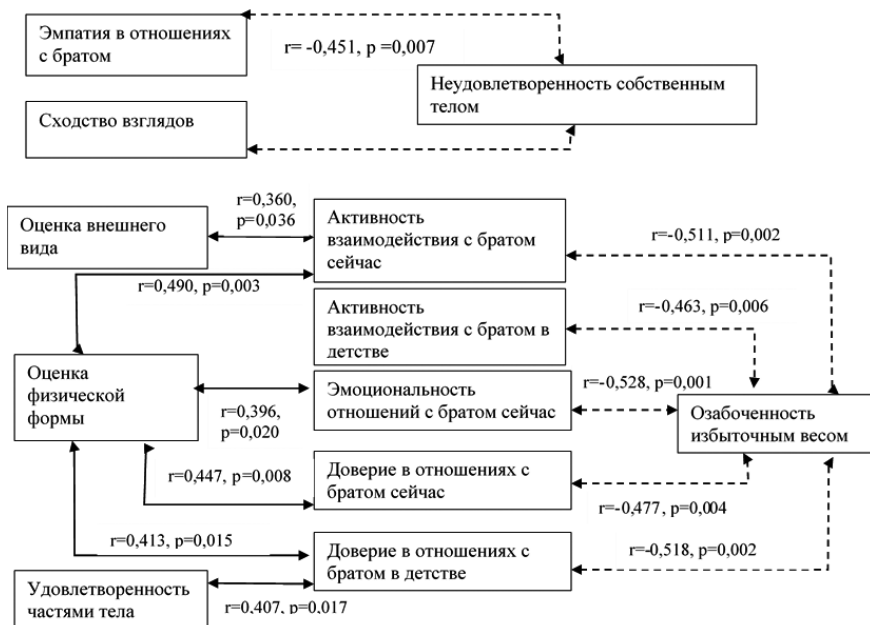 Эмпатия в отношениях
с братом
r= -0,451, p =0,007
Неудовлетворенность собственным
телом
Сходство взглядов
Оценка внешнего
вида
r=0,360,
p=0,036
Активность
взаимодействия с братом
сейчас
r=-0,511, p=0,002
r=0,490, p=0,003
Активность
взаимодействия с братом в
детстве
r=-0,463, p=0,006
Оценка
физической
формы
r=0,396,
p=0,020
Эмоциональность
отношений с братом сейчас
r=-0,528, p=0,001
Озабоченность
избыточным весом
r=0,447, p=0,008
Доверие в отношениях с
братом сейчас
r=-0,477, p=0,004
r=0,413, p=0,015
Доверие в отношениях с
братом в детстве
r=-0,518, p=0,002
Удовлетворенность
частями тела
r=0,407, p=0,017